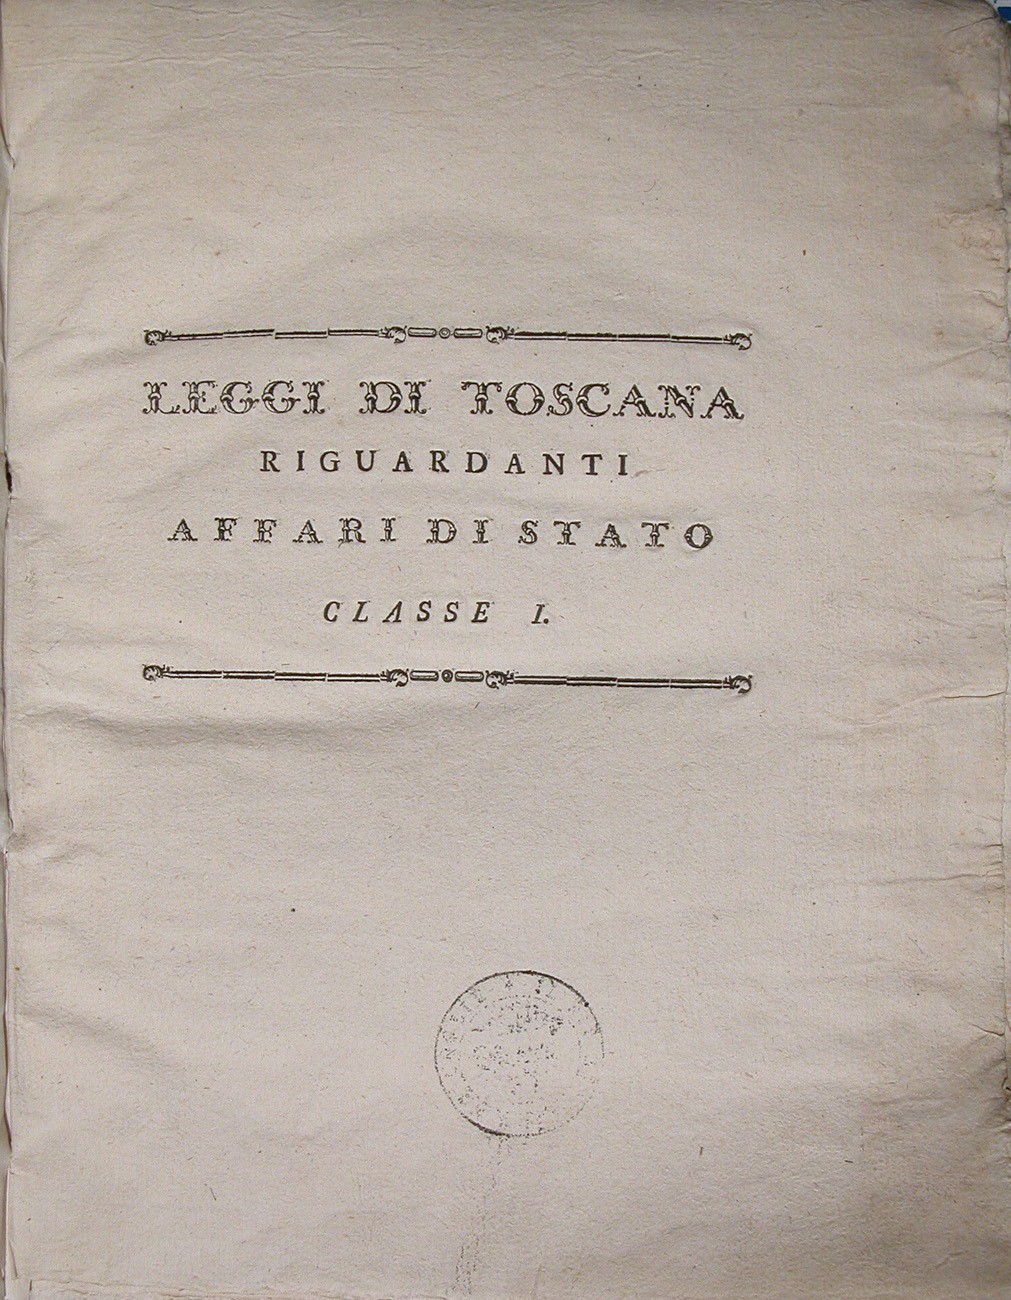 LEGGI DI TOSCANA
RIGUARDANTI
AFFARI DI STATO
CLASSE I.